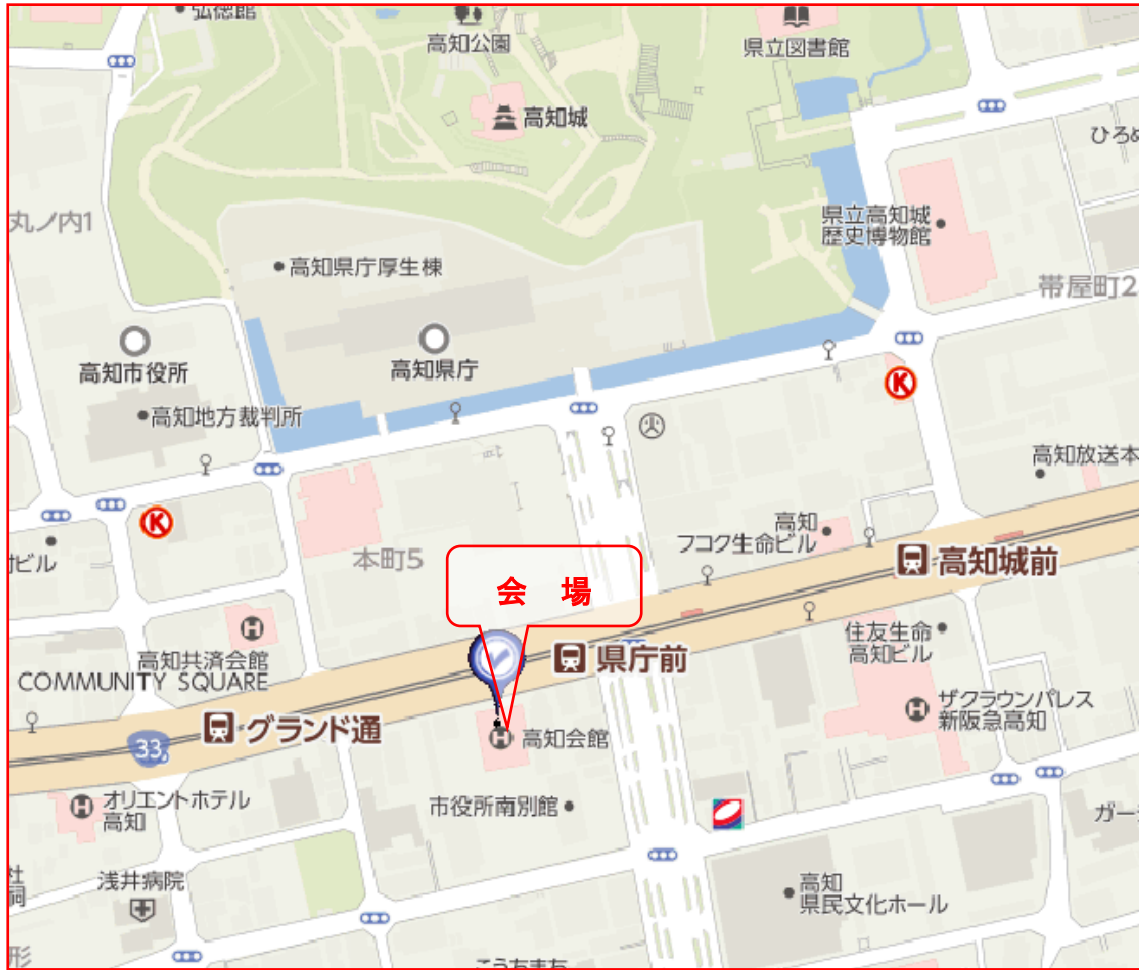 弘徳館
高知公園
県立図書館
高知城
ひろめ
丸ノ内1
県立高知城
歴史博物館
高知県庁厚生棟
帯屋町2
高知市役所
高知県庁
高知地方裁判所
高知放送本
高知
フコク生命ビル
ビル
本町5
高知城前
会 場
住友生命
高知ビル
高知共済会館
COMMUNITY SQUARE
県庁前
ザクラウンパレス
新阪急高知
グランド通
33
高知会館
オリエントホテル
高知
市役所南別館
ガー
社
祠
浅井病院
高知
県民文化ホール
形
こうちまち